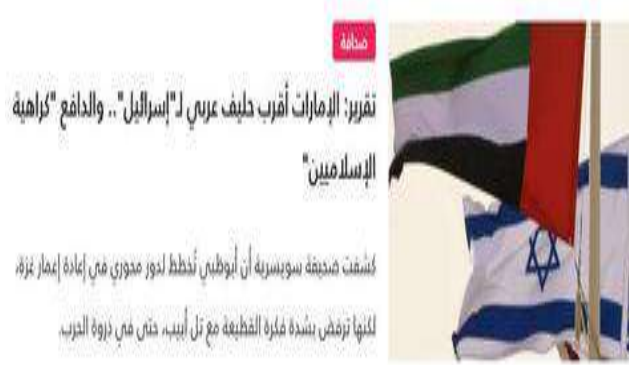 صحافة
تقرير: الإمارات أقرب حليف عربي لـ"إسرائيل".. والدافع "كراهية
الإسلاميين"
كشفت صحيفة سويسرية أن أبوظبي تُخطط لدور محوري في إعادة إعمار غزة،
لكنها ترفض بشدة فكرة القطيعة مع تل أبيب، حتى في ذروة الحرب.